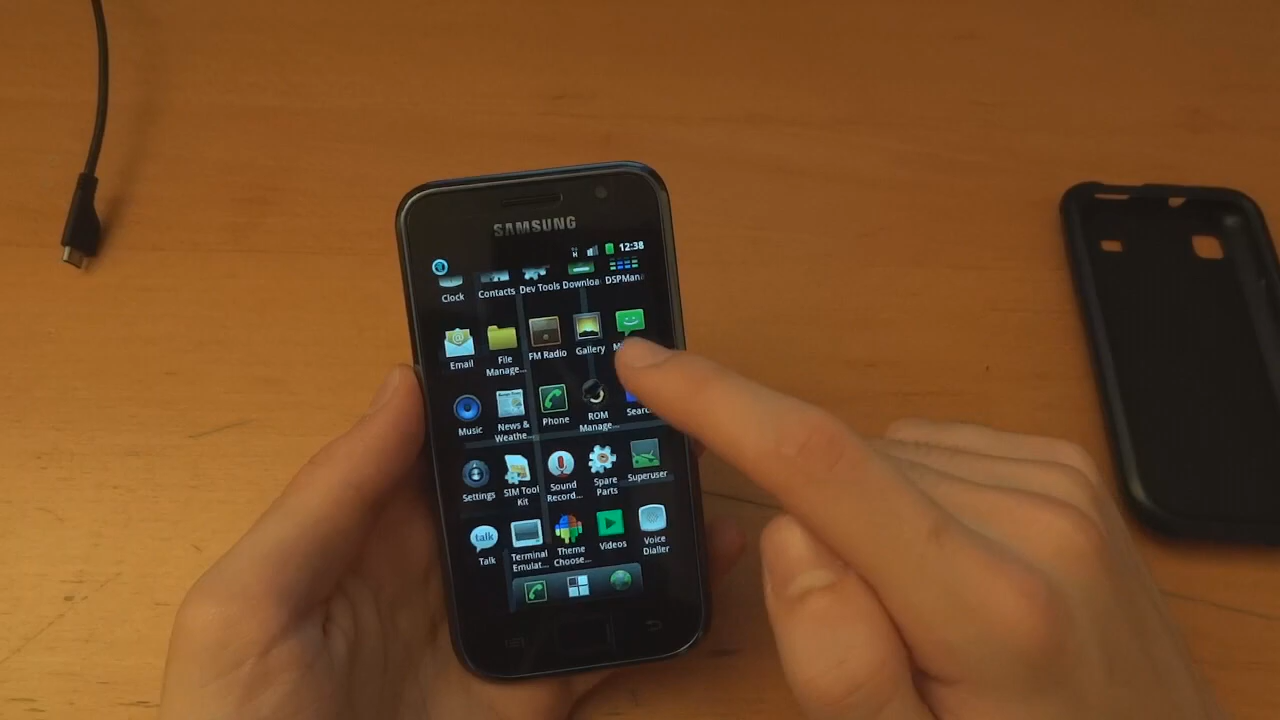 SAMSUNG
H
12:38
Clock
Contacts
Dev Tools
Downloa
DSPMan
Email
File
Manage...
FM Radio
Gallery
Music
News &
Weathe...
Phone
ROM
Manage...
Searc
Settings
SIM Tool
Kit
Sound
Record...
Spare
Parts
Superuser
talk
Talk
Terminal
Emulat...
Theme
Choose...
Videos
Voice
Dialler